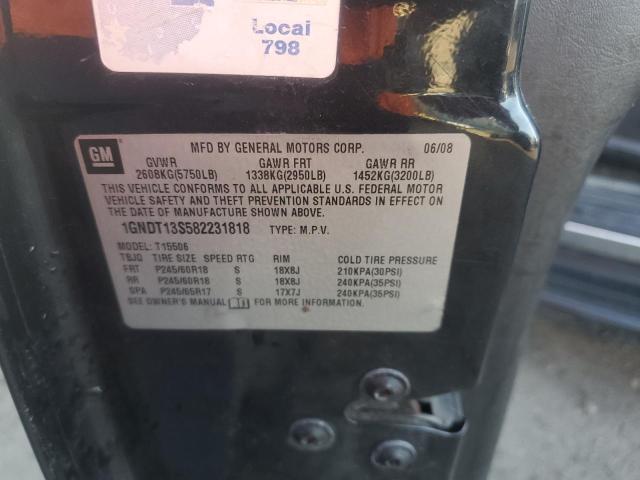 Local
798
GM
MFD BY GENERAL MOTORS CORP. 06/08
GVWR GAWR FRT GAWR RR
2608KG(5750LB) 1338KG(2950LB) 1452KG(3200LB)
THIS VEHICLE CONFORMS TO ALL APPLICABLE U.S. FEDERAL MOTOR
VEHICLE SAFETY AND THEFT PREVENTION STANDARDS IN EFFECT ON
THE DATE OF MANUFACTURE SHOWN ABOVE.
1GNDT13S582231818 TYPE: M.P.V.
MODEL: T15506
TBJQ TIRE SIZE SPEED RTG RIM COLD TIRE PRESSURE
FRT P245/60R18 S 18X8J 210KPA(30PSI)
RR P245/60R18 S 18X8J 240KPA(35PSI)
SPA P245/65R17 S 17X7J 240KPA(35PSI)
SEE OWNER'S MANUAL FOR MORE INFORMATION.